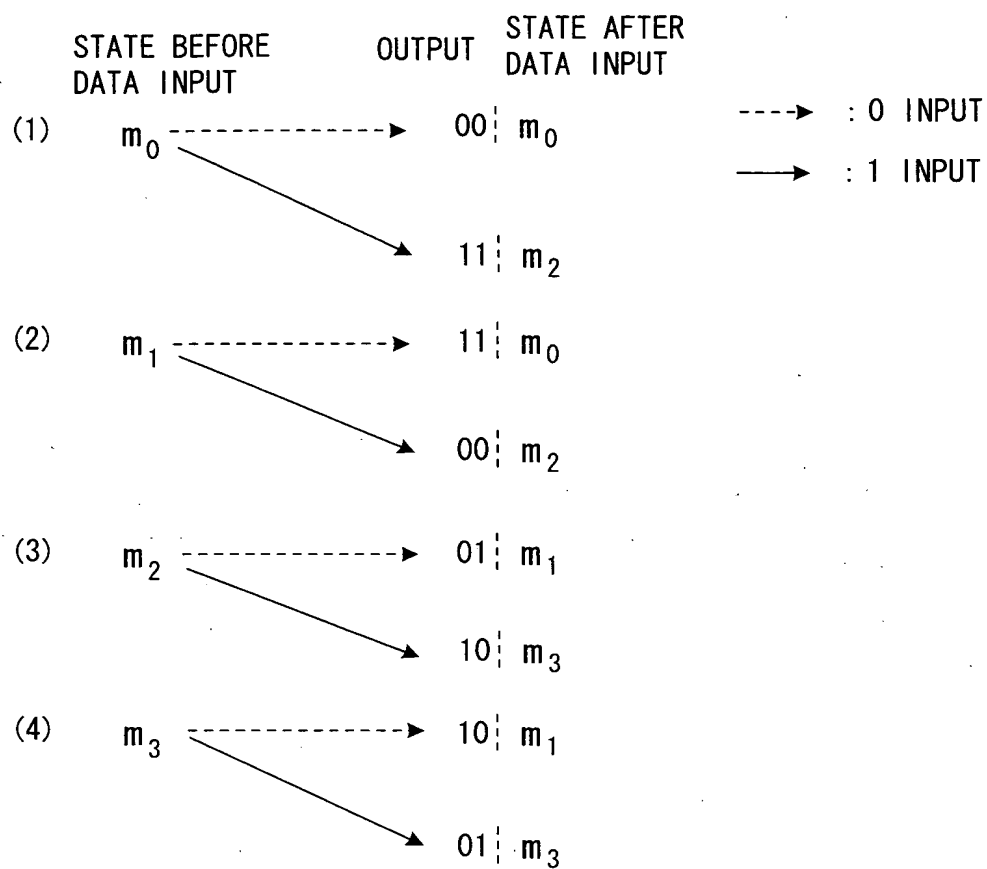 STATE BEFORE
DATA INPUT
OUTPUT
STATE AFTER
DATA INPUT
(1) m0 00 m0
11 m2
: 0 INPUT
: 1 INPUT
(2) m1 11 m0
00 m2
(3) m2 01 m1
10 m3
(4) m3 10 m1
01 m3